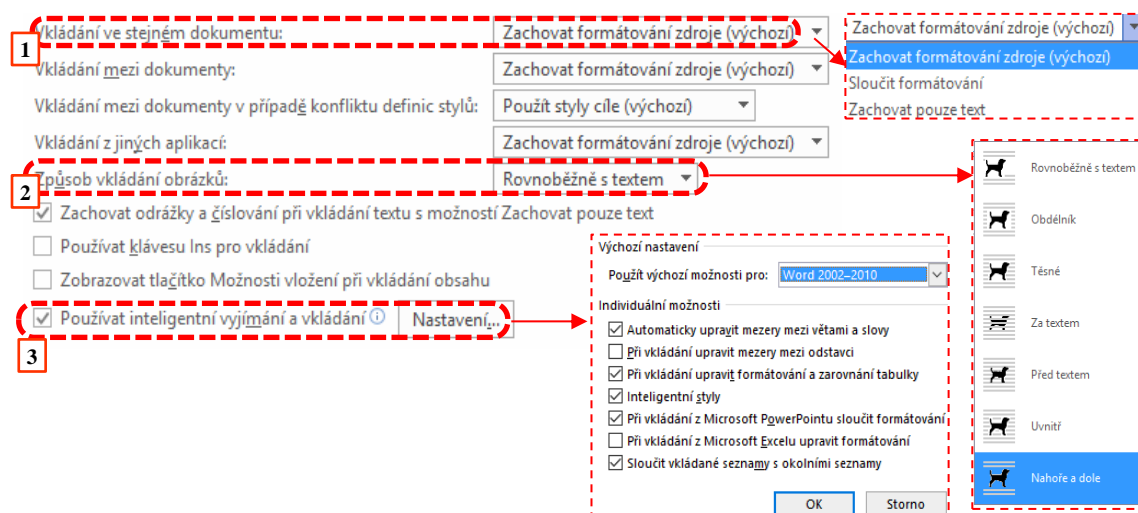 Vkládání ve stejném dokumentu: Zachovat formátování zdroje (výchozí)
1
Vkládání mezi dokumenty: Zachovat formátování zdroje (výchozí)
Vkládání mezi dokumenty v případě konfliktu definic stylů: Použít styly cíle (výchozí)
Vkládání z jiných aplikací: Zachovat formátování zdroje (výchozí)
Způsob vkládání obrázků: Rovnoběžně s textem
2
Zachovat odrážky a číslování při vkládání textu s možností Zachovat pouze text
Používat klávesu Ins pro vkládání
Zobrazovat tlačítko Možnosti vložení při vkládání obsahu
Používat inteligentní vyjímání a vkládání Nastavení...
3
Zachovat formátování zdroje (výchozí)
Zachovat formátování zdroje (výchozí)
Sloučit formátování
Zachovat pouze text
Rovnoběžně s textem
Obdélník
Těsné
Za textem
Před textem
Uvnitř
Nahoře a dole
Výchozí nastavení
Použít výchozí možnosti pro: Word 2002–2010
Individuální možnosti
Automaticky upravit mezery mezi větami a slovy
Při vkládání upravit mezery mezi odstavci
Při vkládání upravit formátování a zarovnání tabulky
Inteligentní styly
Při vkládání z Microsoft PowerPointu sloučit formátování
Při vkládání z Microsoft Excelu upravit formátování
Sloučit vkládané seznamy s okolními seznamy
OK Storno